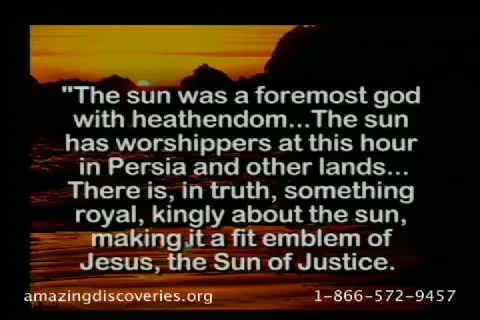 "The sun was a foremost god
with heathendom...The sun
has worshippers at this hour
in Persia and other lands...
There is, in truth, something
royal, kingly about the sun,
making it a fit emblem of
Jesus, the Sun of Justice.
amazingdiscoveries.org 1-866-572-9457